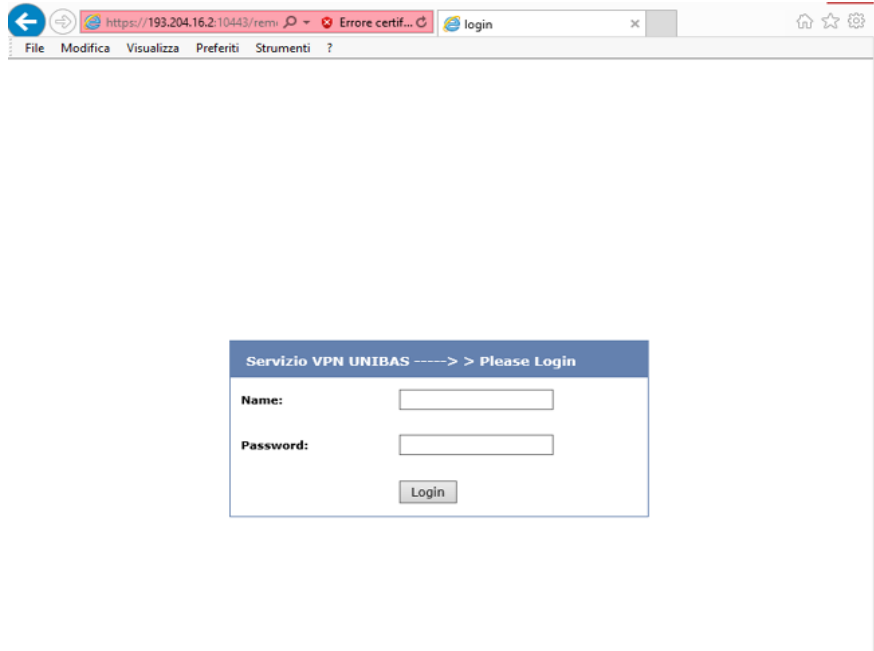 https://193.204.16.2:10443/rem Errore certif... login
File Modifica Visualizza Preferiti Strumenti ?
Servizio VPN UNIBAS -----> > Please Login
Name:
Password:
Login